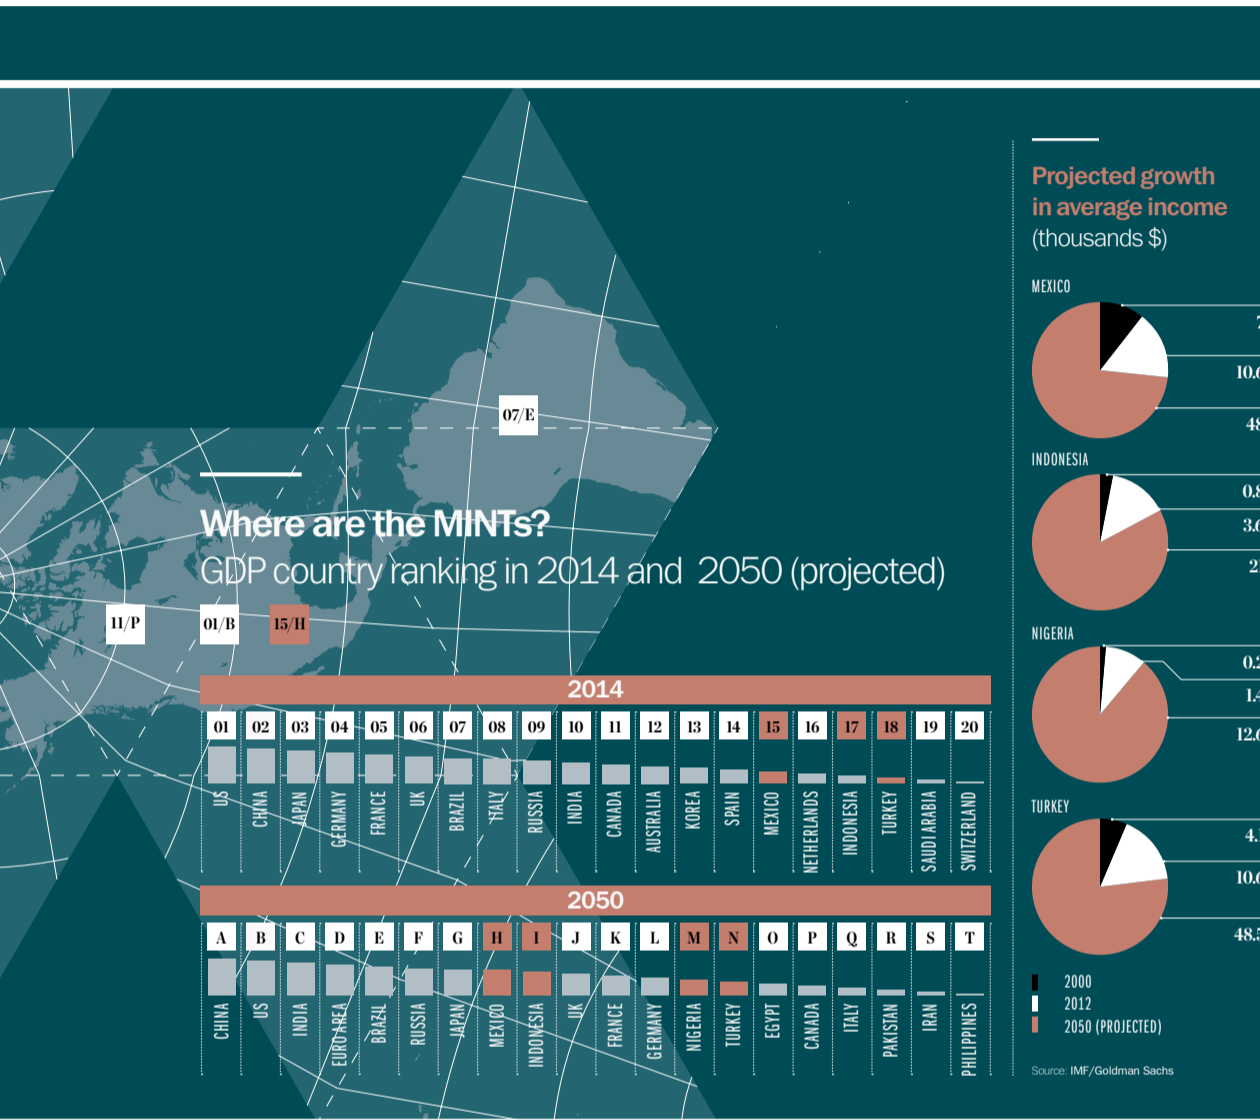 07/E
Where are the MINTs?
GDP country ranking in 2014 and 2050 (projected)
11/P
01/B
15/H
2014
01 02 03 04 05 06 07 08 09 10 11 12 13 14 15 16 17 18 19 20
US CHINA JAPAN GERMANY FRANCE UK BRAZIL ITALY RUSSIA INDIA CANADA AUSTRALIA KOREA SPAIN MEXICO NETHERLANDS INDONESIA TURKEY SAUDI ARABIA SWITZERLAND
2050
A B C D E F G H I J K L M N O P Q R S T
CHINA US INDIA EURO AREA BRAZIL RUSSIA JAPAN MEXICO INDONESIA UK FRANCE GERMANY NIGERIA TURKEY EGYPT CANADA ITALY PAKISTAN IRAN PHILIPPINES
Projected growth
in average income
(thousands $)
MEXICO
INDONESIA
NIGERIA
TURKEY
2000
2012
2050 (PROJECTED)
Source: IMF/Goldman Sachs